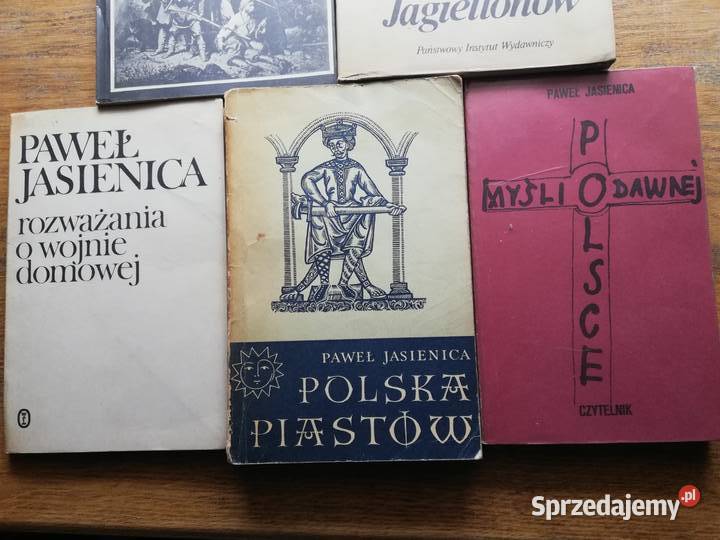 Jagiellonów
Państwowy Instytut Wydawniczy
PAWEŁ
JASIENICA
rozważania
o wojnie
domowej
PAWEŁ JASIENICA
POLSKA
PIASTÓW
PAWEŁ JASIENICA
MYŚLI O DAWNEJ
POLSCE
CZYTELNIK
Sprzedajemy.pl